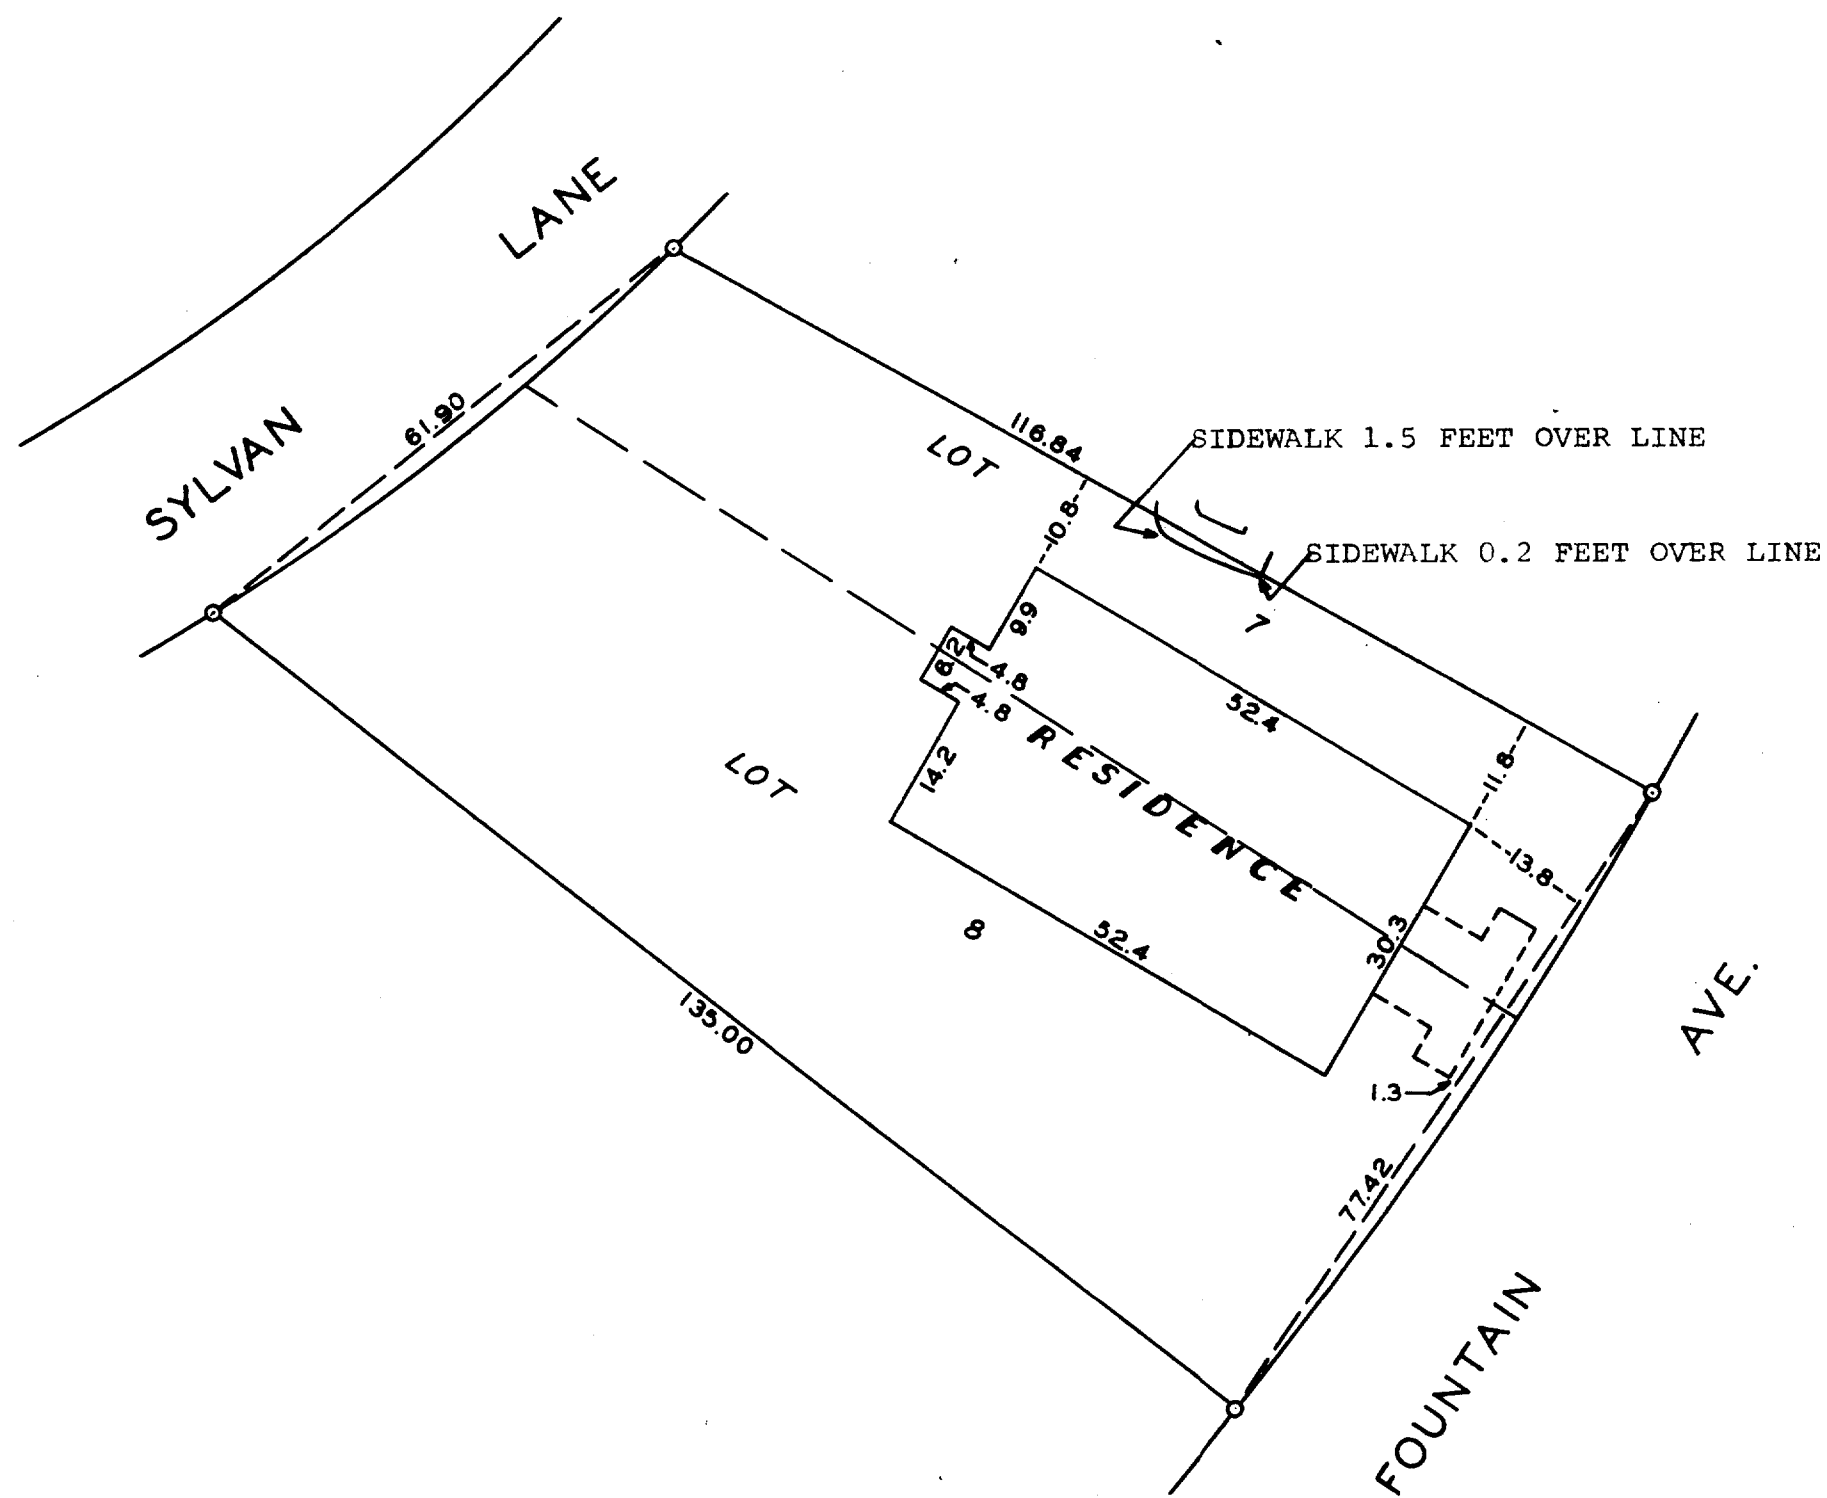 SYLVAN LANE
61.90
116.84
LOT
SIDEWALK 1.5 FEET OVER LINE
10.8
SIDEWALK 0.2 FEET OVER LINE
7
9.9
4.8
4.8
52.4
RESIDENCE
14.2
LOT
11.8
13.8
8
52.4
30.3
135.00
1.3
77.42
FOUNTAIN AVE.